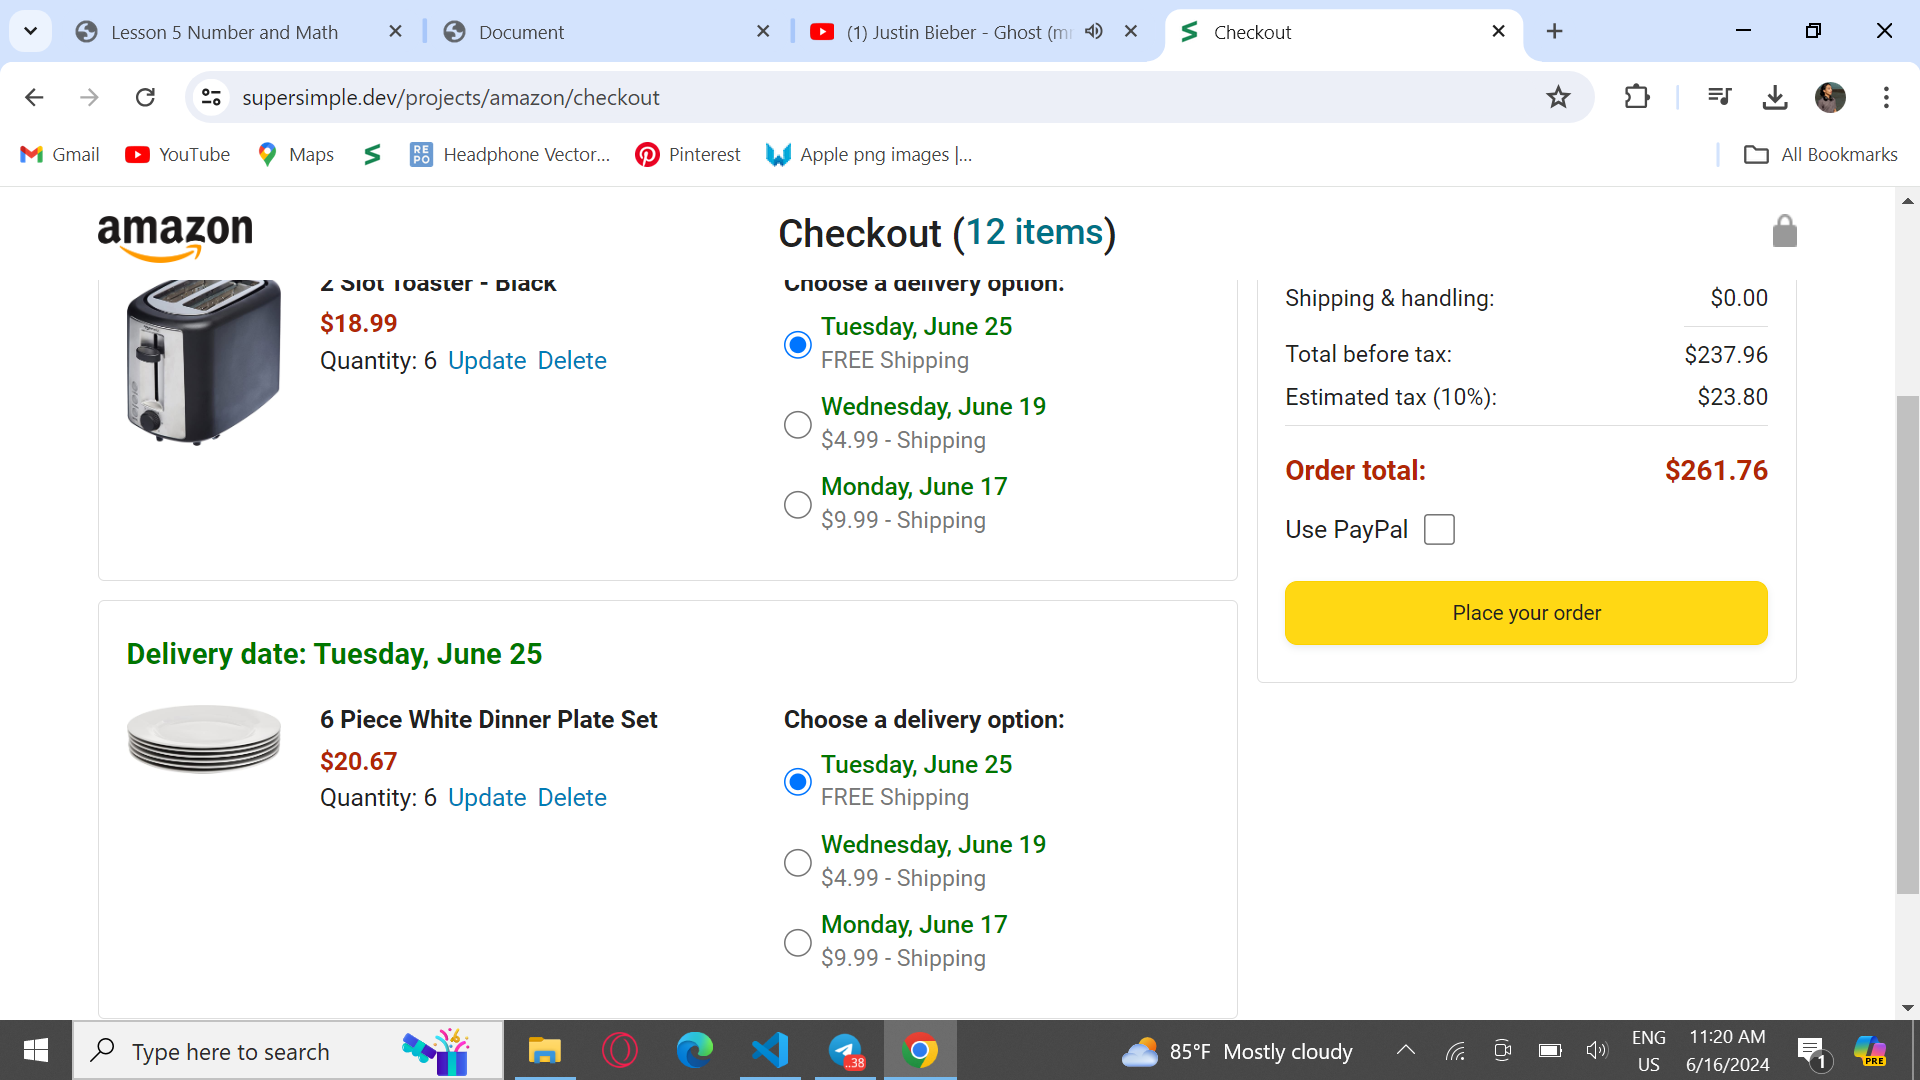 Lesson 5 Number and Math
Document
(1) Justin Bieber - Ghost (
Checkout
supersimple.dev/projects/amazon/checkout
Gmail
YouTube
Maps
REPO
Headphone Vector...
Pinterest
Apple png images |...
All Bookmarks
amazon
Checkout (12 items)
2 Slot Toaster - Black
$18.99
Quantity: 6 Update Delete
Choose a delivery option:
Tuesday, June 25
FREE Shipping
Wednesday, June 19
$4.99 - Shipping
Monday, June 17
$9.99 - Shipping
Shipping & handling: $0.00
Total before tax: $237.96
Estimated tax (10%): $23.80
Order total: $261.76
Use PayPal
Place your order
Delivery date: Tuesday, June 25
6 Piece White Dinner Plate Set
$20.67
Quantity: 6 Update Delete
Choose a delivery option:
Tuesday, June 25
FREE Shipping
Wednesday, June 19
$4.99 - Shipping
Monday, June 17
$9.99 - Shipping
Type here to search
..38
85°F Mostly cloudy
ENG
US
11:20 AM
6/16/2024
1
PRE